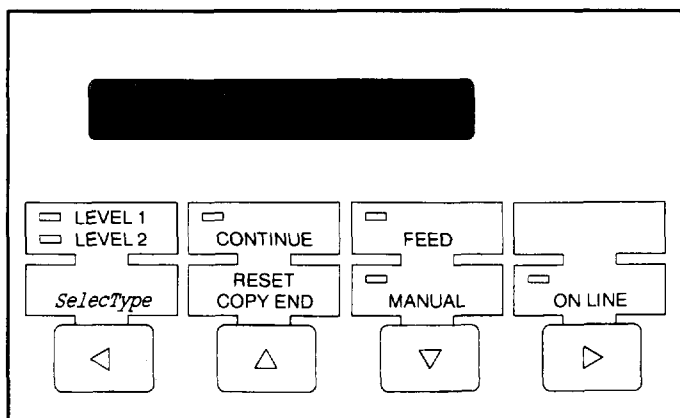 LEVEL 1
LEVEL 2
CONTINUE
FEED
SelecType
RESET
COPY END
MANUAL
ON LINE